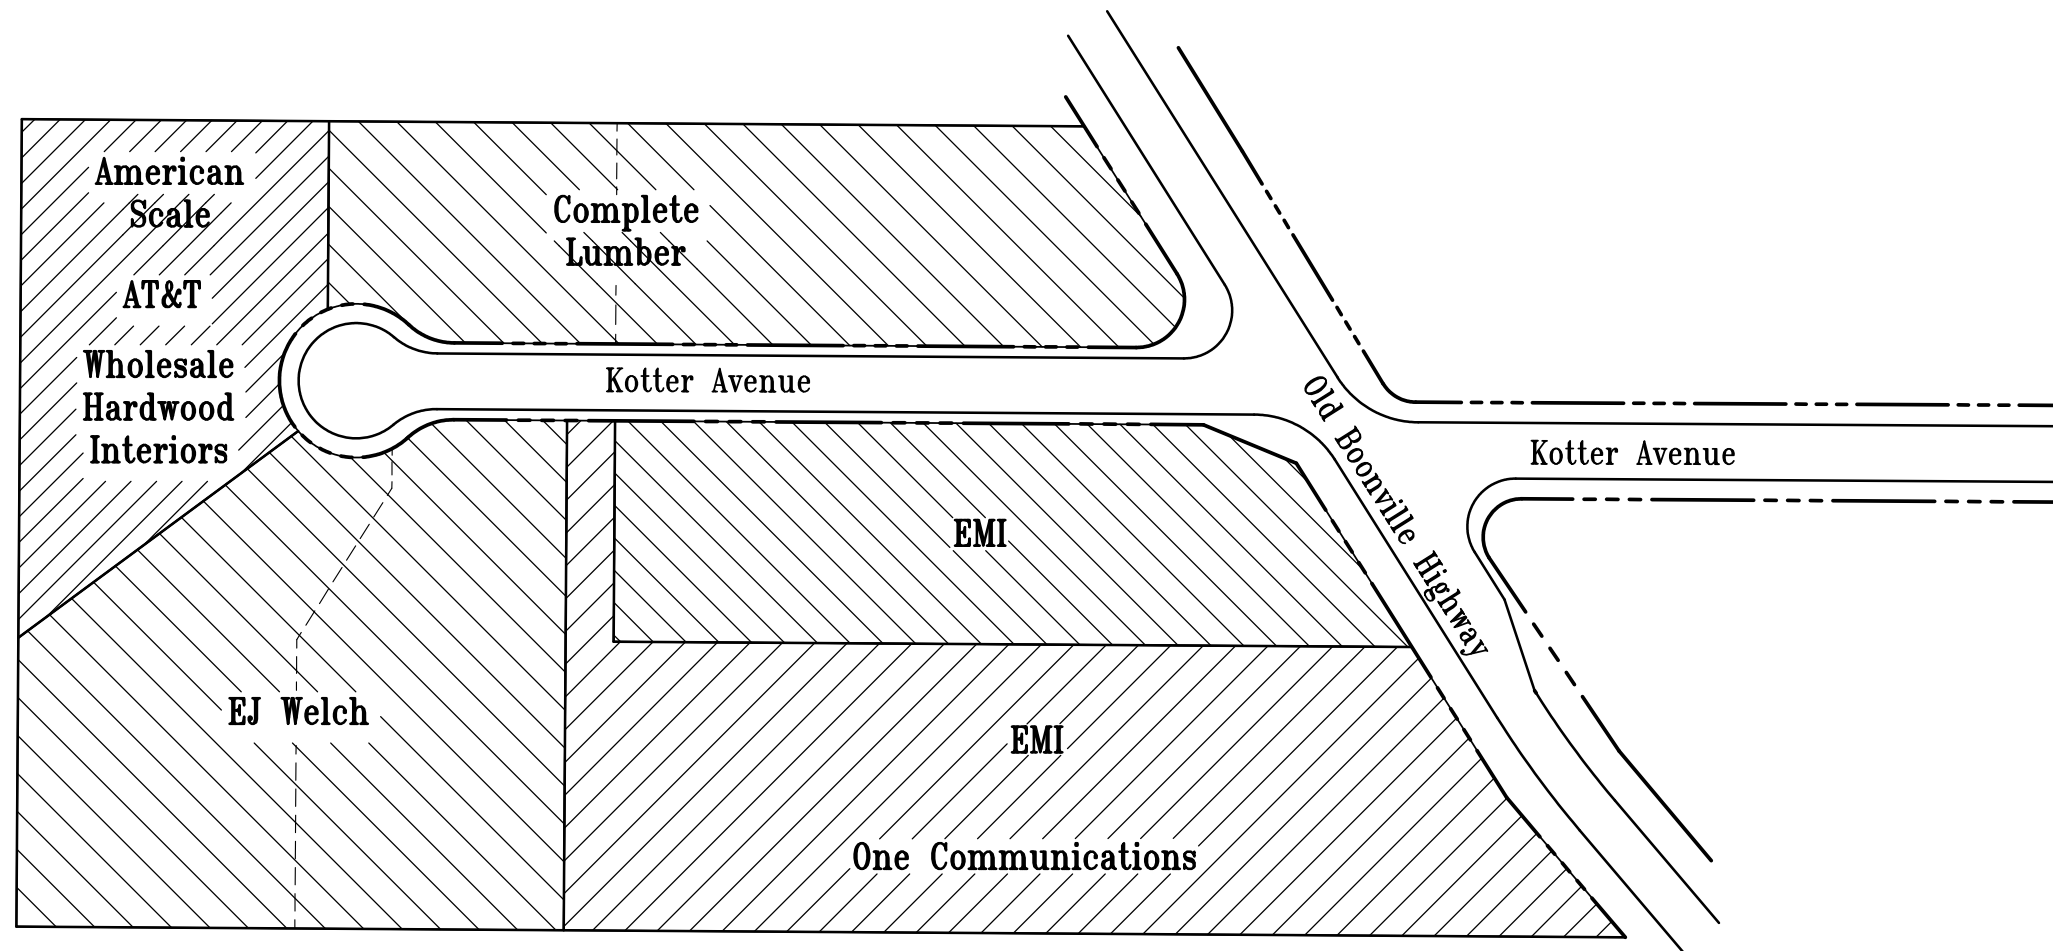 American
Scale
AT&T
Wholesale
Hardwood
Interiors
Complete
Lumber
Kotter Avenue
Old Boonville Highway
Kotter Avenue
EMI
EJ Welch
EMI
One Communications